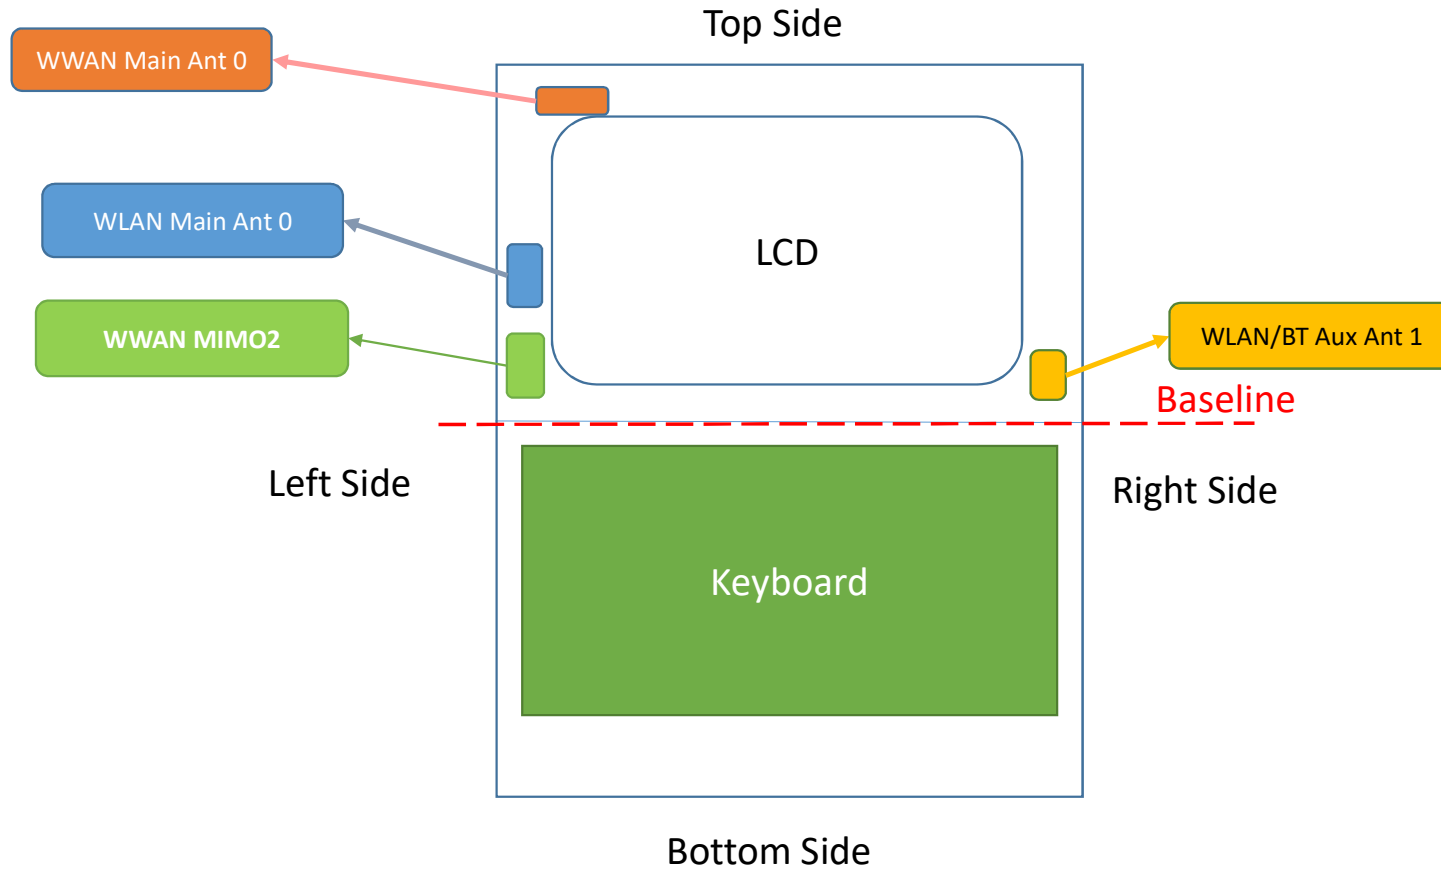 Top Side
WWAN Main Ant 0
WLAN Main Ant 0
LCD
WWAN MIMO2
WLAN/BT Aux Ant 1
Baseline
Left Side
Right Side
Keyboard
Bottom Side